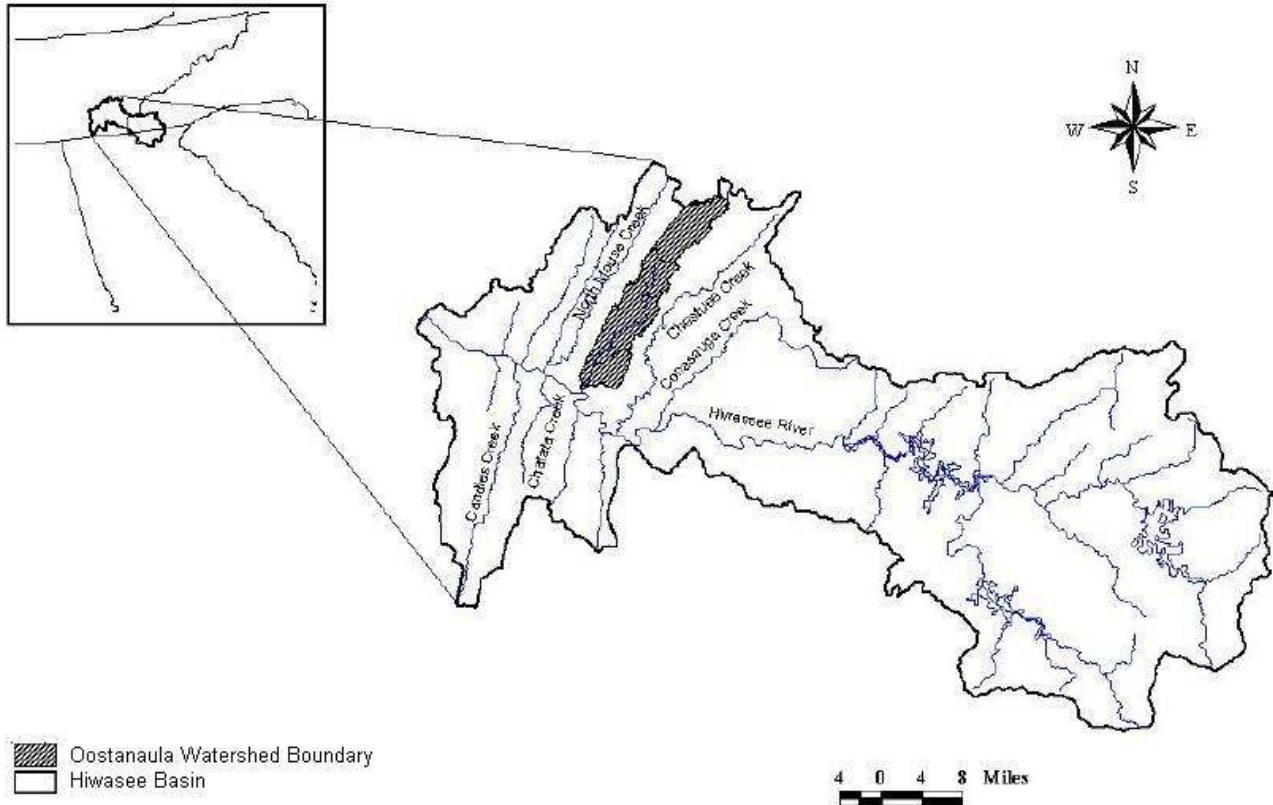 N
W E
S
North Mouse Creek
Chestuee Creek
Conasauga Creek
Hiwassee River
Chatata Creek
Candies Creek
Oostanaula Watershed Boundary
Hiwasee Basin
4 0 4 8 Miles